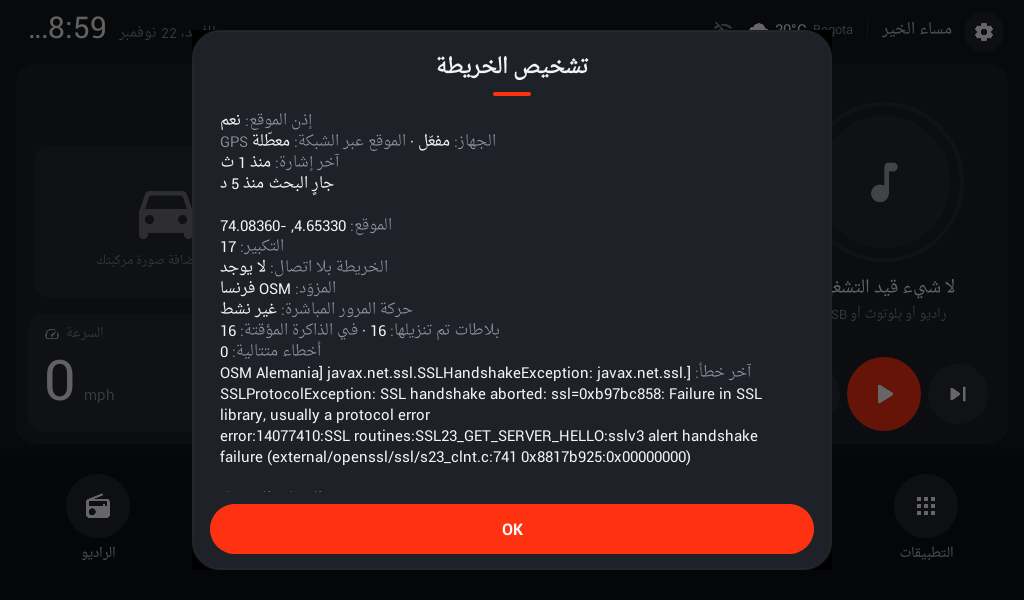 8:59...
22 نوفمبر
20°C
Bogota
مساء الخير
تشخيص الخريطة
إذن الموقع: نعم
GPS الجهاز: مفعّل · الموقع عبر الشبكة: معطّلة
آخر إشارة: منذ 1 ث
جارٍ البحث منذ 5 د
الموقع: 4.65330, -74.08360
التكبير: 17
الخريطة بلا اتصال: لا يوجد
المزوّد: OSM فرنسا
حركة المرور المباشرة: غير نشط
بلاطات تم تنزيلها: 16 · في الذاكرة المؤقتة: 16
أخطاء متتالية: 0
آخر خطأ: [OSM Alemania] javax.net.ssl.SSLHandshakeException: javax.net.ssl.
SSLProtocolException: SSL handshake aborted: ssl=0xb97bc858: Failure in SSL
library, usually a protocol error
error:14077410:SSL routines:SSL23_GET_SERVER_HELLO:sslv3 alert handshake
failure (external/openssl/ssl/s23_clnt.c:741 0x8817b925:0x00000000)
OK
صورة مركبتك
السرعة
0 mph
لا شيء قيد
راديو أو بلوتوث أو
الراديو
التطبيقات